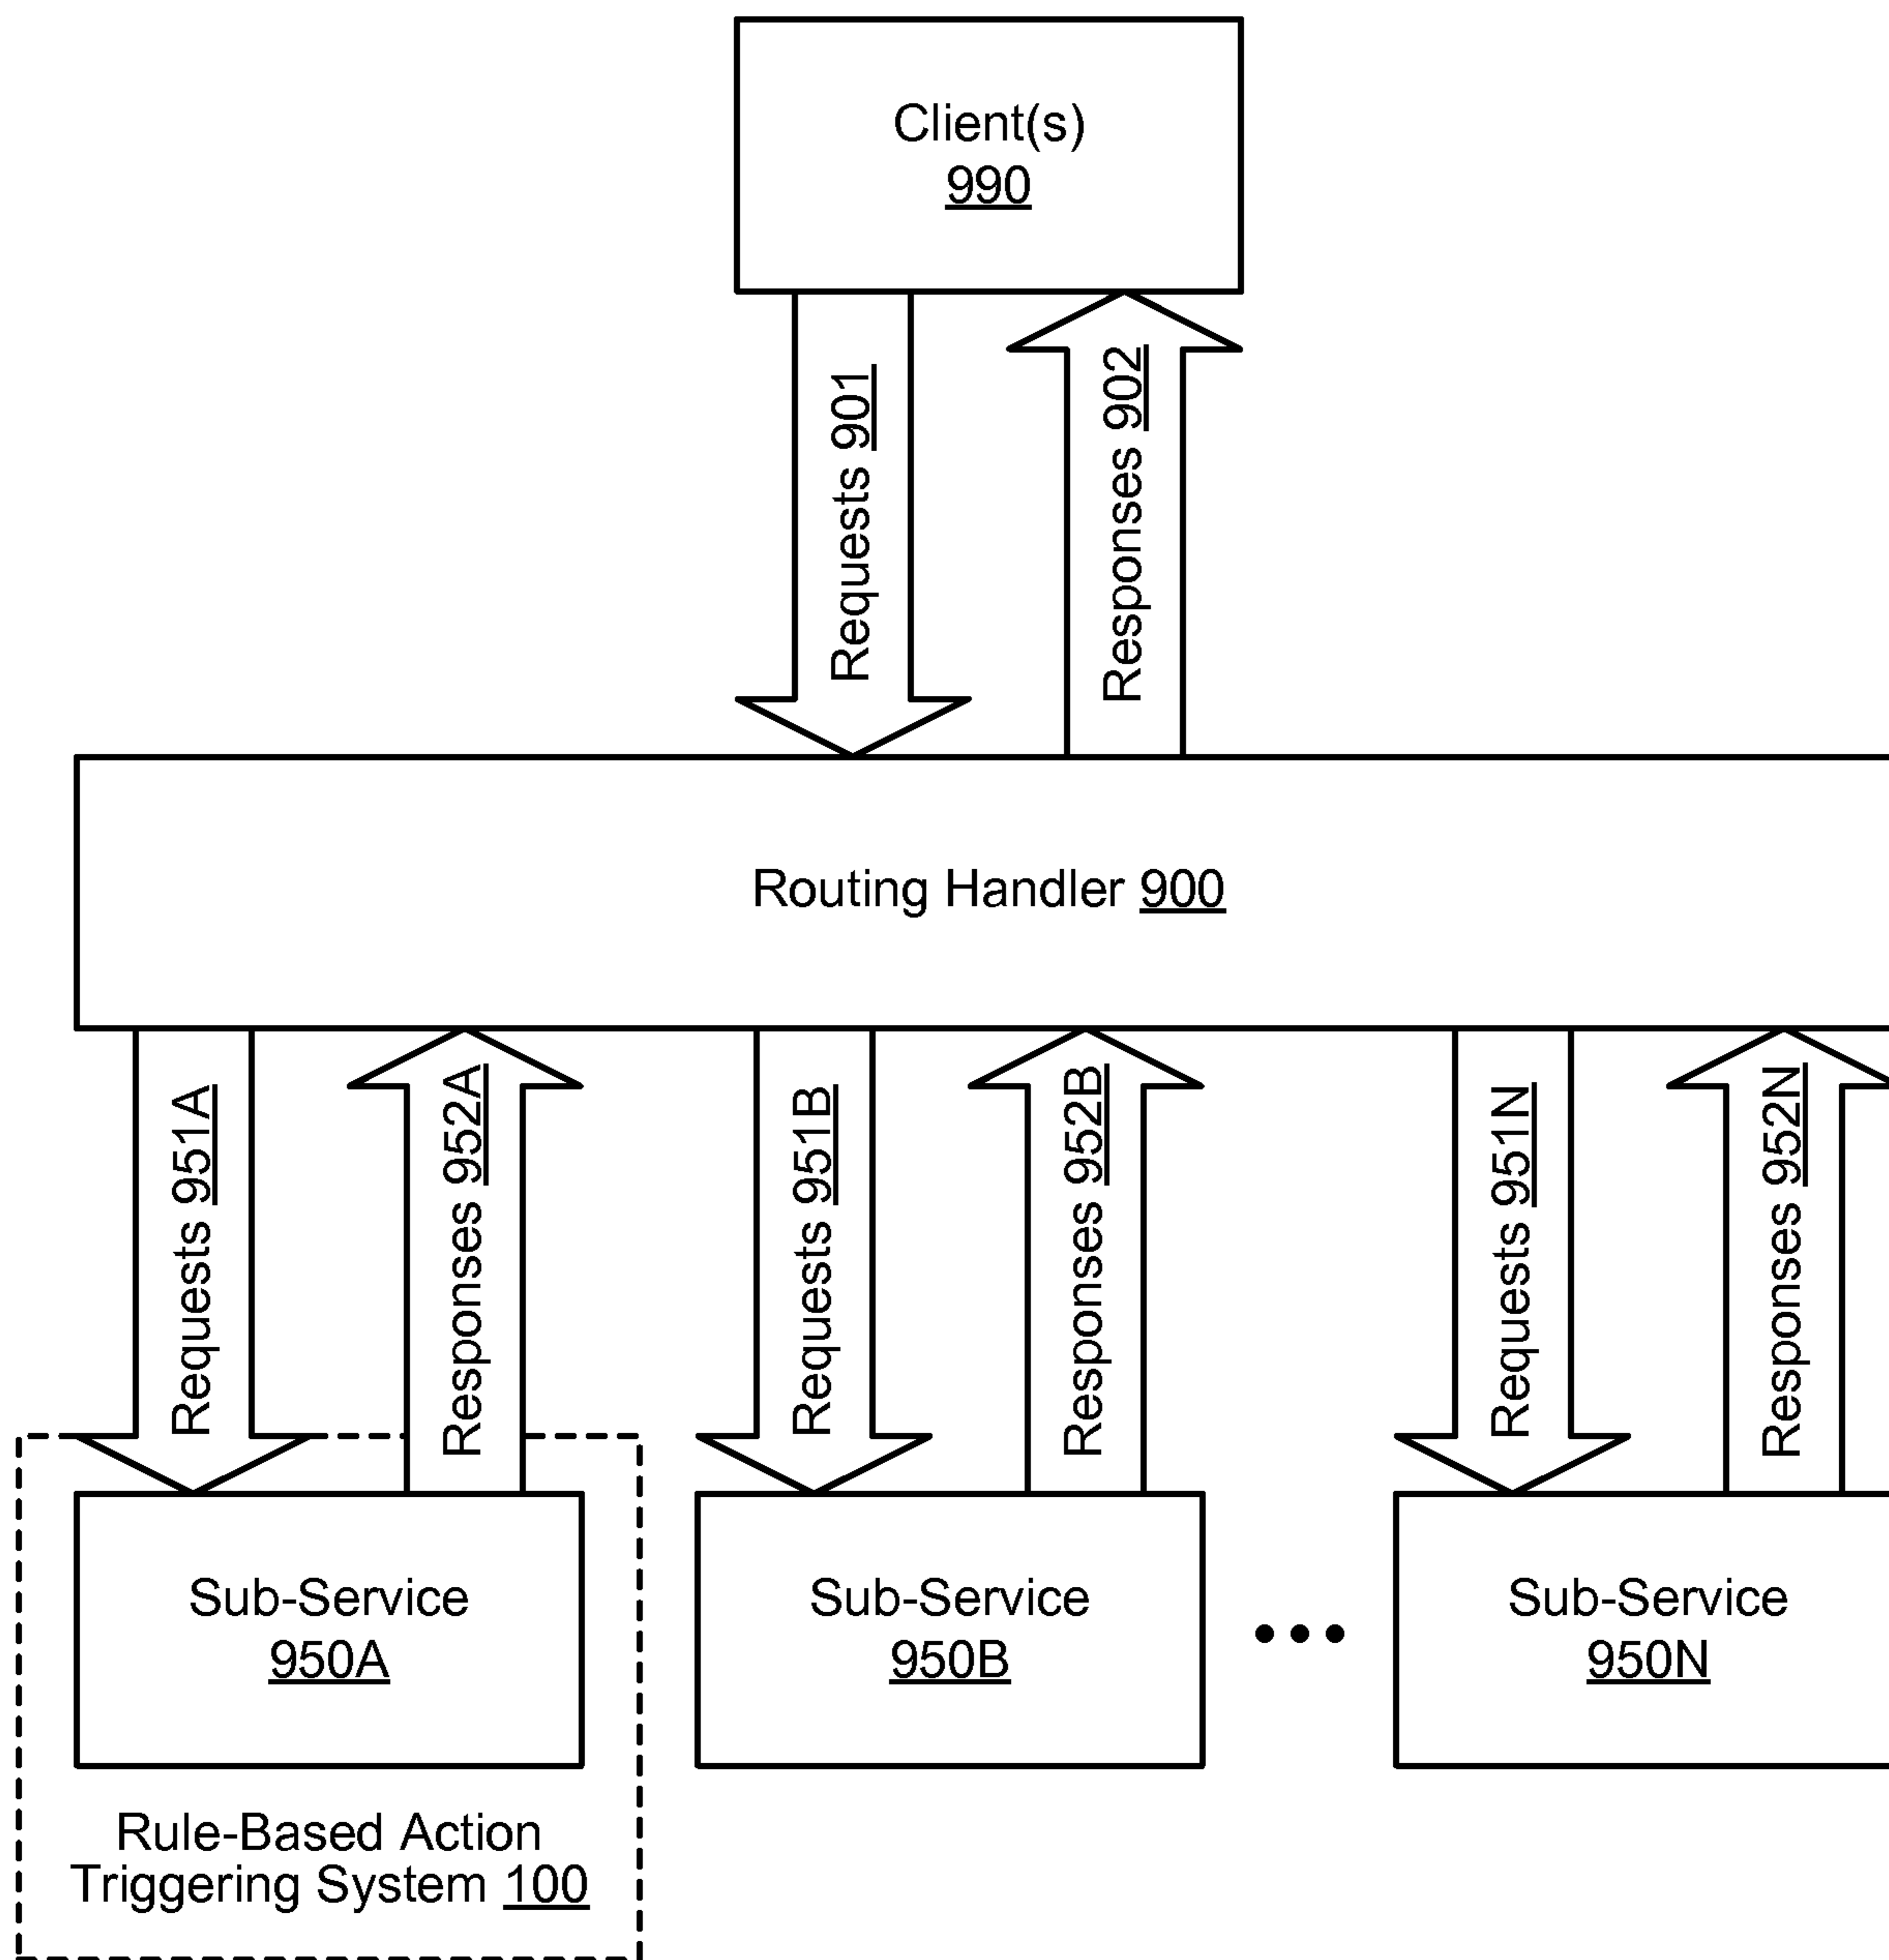 Client(s)
990
Requests 901
Responses 902
Routing Handler 900
Requests 951A
Responses 952A
Requests 951B
Responses 952B
Requests 951N
Responses 952N
Sub-Service
950A
Sub-Service
950B
Sub-Service
950N
Rule-Based Action
Triggering System 100